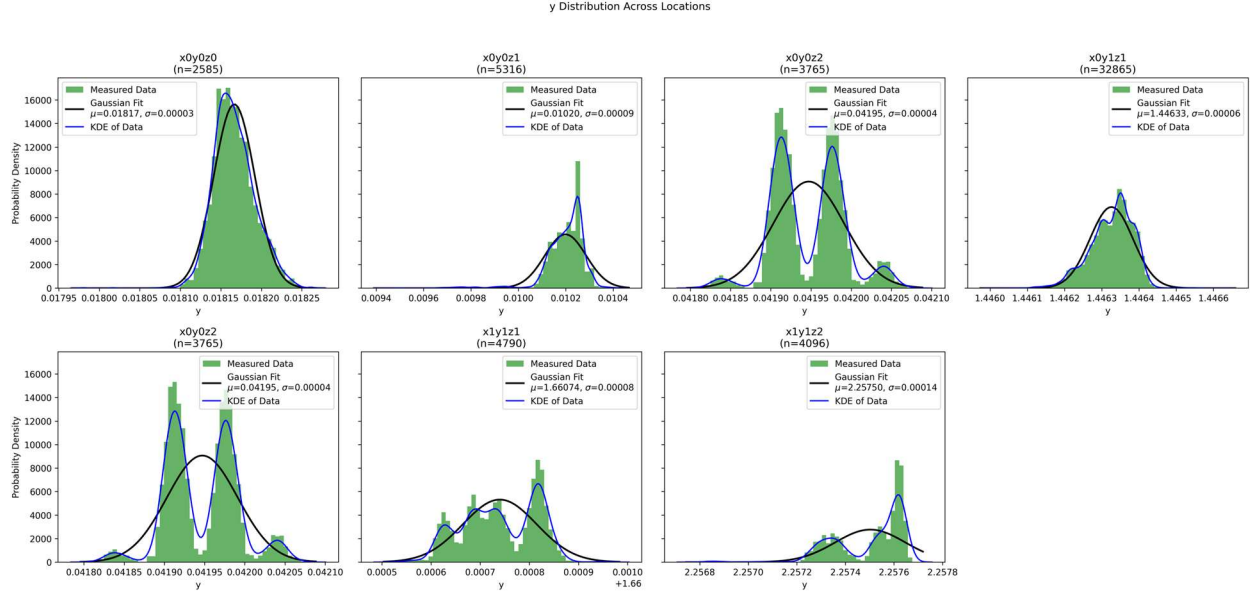 y Distribution Across Locations
x0y0z0
(n=2585)
Measured Data
Gaussian Fit
μ=0.01817, σ=0.00003
KDE of Data
Probability Density
16000
14000
12000
10000
8000
6000
4000
2000
0
0.01795 0.01800 0.01805 0.01810 0.01815 0.01820 0.01825
y
x0y0z1
(n=5316)
Measured Data
Gaussian Fit
μ=0.01020, σ=0.00009
KDE of Data
0.0094 0.0096 0.0098 0.0100 0.0102 0.0104
y
x0y0z2
(n=3765)
Measured Data
Gaussian Fit
μ=0.04195, σ=0.00004
KDE of Data
0.04180 0.04185 0.04190 0.04195 0.04200 0.04205 0.04210
y
x0y1z1
(n=32865)
Measured Data
Gaussian Fit
μ=1.44633, σ=0.00006
KDE of Data
1.4460 1.4461 1.4462 1.4463 1.4464 1.4465 1.4466
y
x0y0z2
(n=3765)
Measured Data
Gaussian Fit
μ=0.04195, σ=0.00004
KDE of Data
Probability Density
16000
14000
12000
10000
8000
6000
4000
2000
0
0.04180 0.04185 0.04190 0.04195 0.04200 0.04205 0.04210
y
x1y1z1
(n=4790)
Measured Data
Gaussian Fit
μ=1.66074, σ=0.00008
KDE of Data
0.0005 0.0006 0.0007 0.0008 0.0009 0.0010
+1.66
y
x1y1z2
(n=4096)
Measured Data
Gaussian Fit
μ=2.25750, σ=0.00014
KDE of Data
2.2568 2.2570 2.2572 2.2574 2.2576 2.2578
y